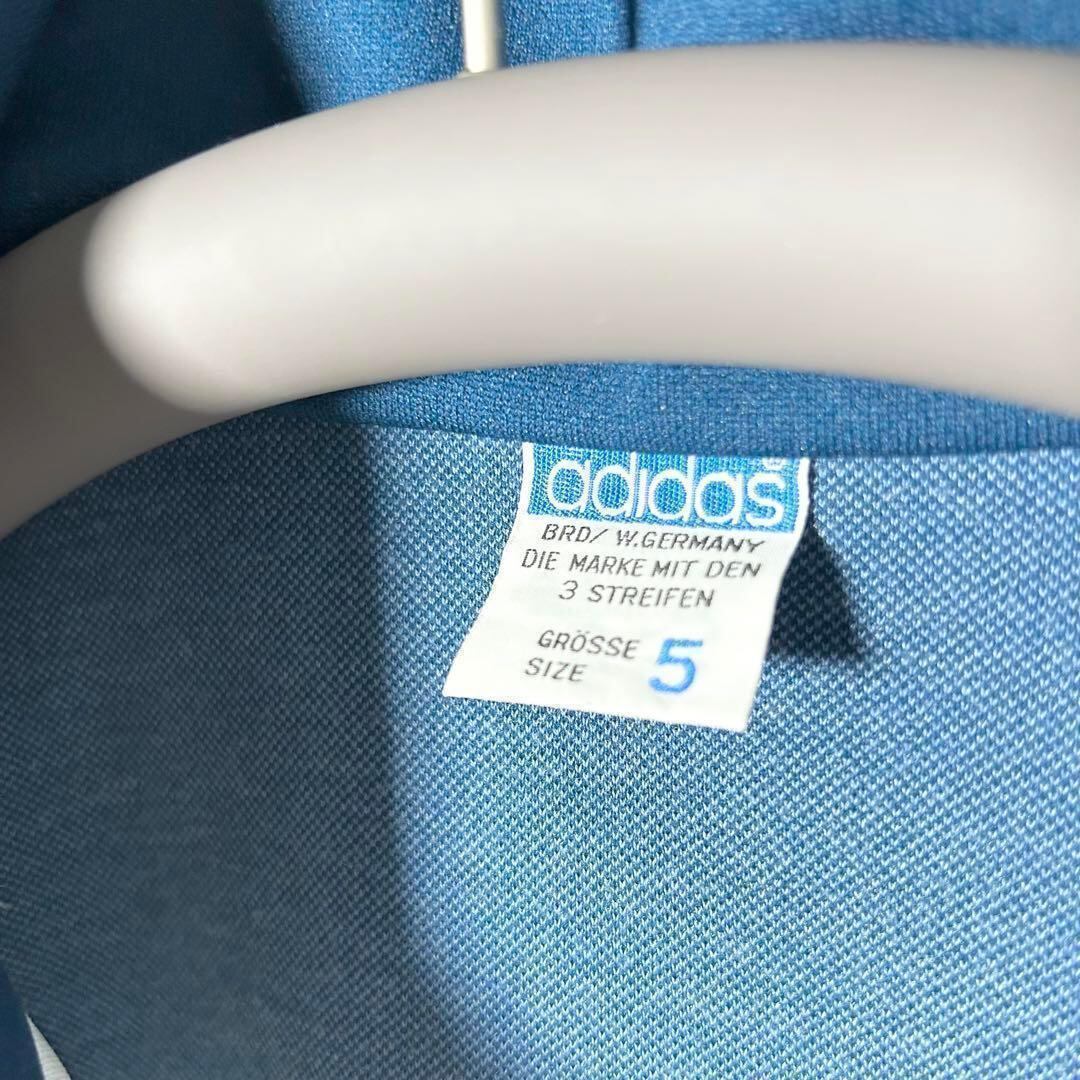 adidas
BRD/ W.GERMANY
DIE MARKE MIT DEN
3 STREIFEN
GRÖSSE
SIZE
5